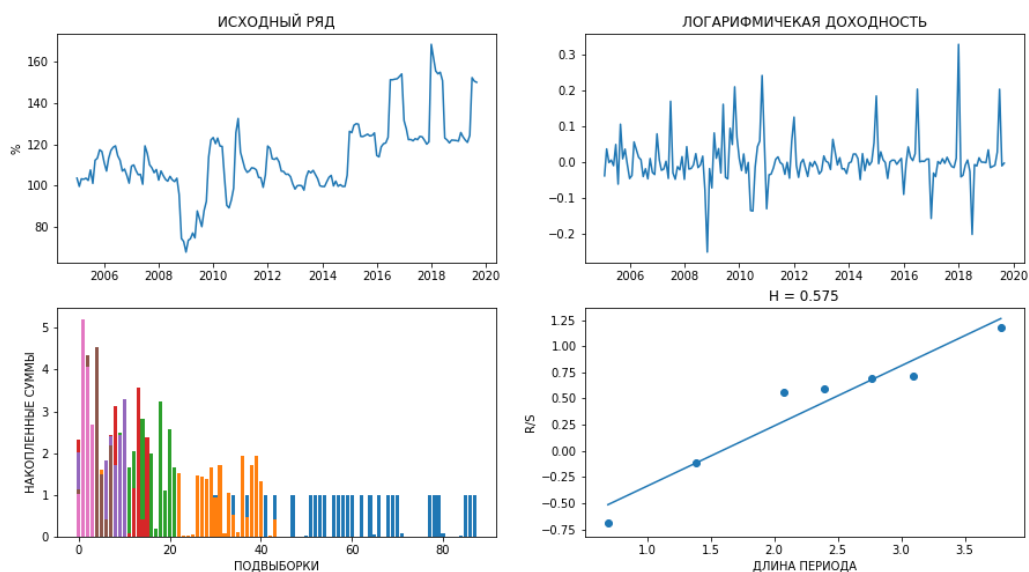 ИСХОДНЫЙ РЯД
%
160
140
120
100
80
2006 2008 2010 2012 2014 2016 2018 2020
ЛОГАРИФМИЧЕКАЯ ДОХОДНОСТЬ
0.3
0.2
0.1
0.0
-0.1
-0.2
2006 2008 2010 2012 2014 2016 2018 2020
НАКОПЛЕННЫЕ СУММЫ
5
4
3
2
1
0
0 20 40 60 80
ПОДВЫБОРКИ
H = 0.575
R/S
1.25
1.00
0.75
0.50
0.25
0.00
-0.25
-0.50
-0.75
1.0 1.5 2.0 2.5 3.0 3.5
ДЛИНА ПЕРИОДА